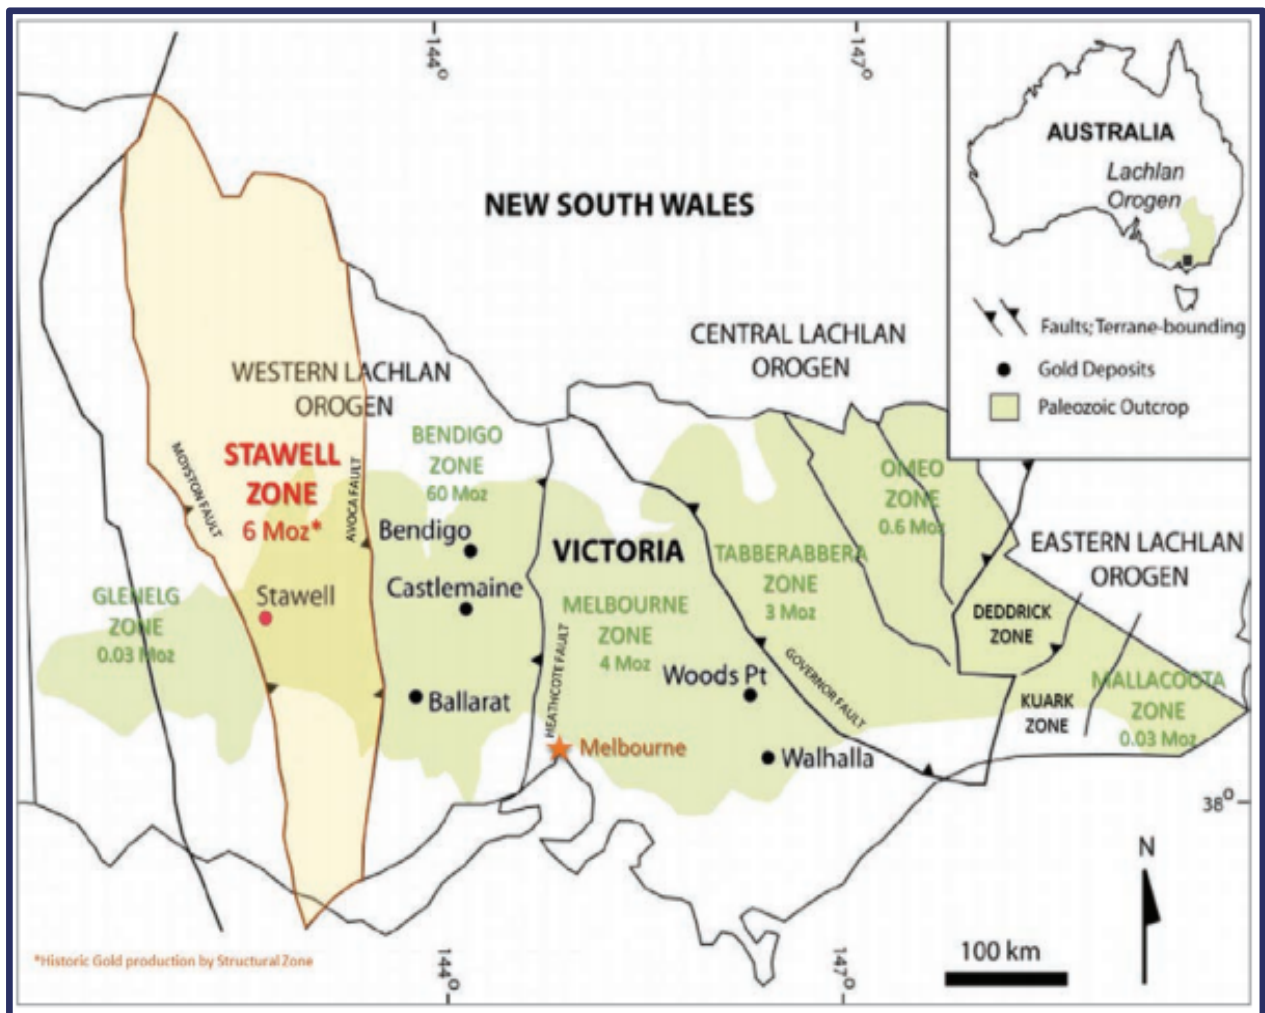 144°
147°
AUSTRALIA
Lachlan
Orogen
NEW SOUTH WALES
Faults; Terrane-bounding
Gold Deposits
Paleozoic Outcrop
CENTRAL LACHLAN
OROGEN
WESTERN LACHLAN
OROGEN
STAWELL
ZONE
6 Moz*
MOYSTON FAULT
AVOCA FAULT
BENDIGO
ZONE
60 Moz
Bendigo
Castlemaine
Ballarat
Stawell
GLENELG
ZONE
0.03 Moz
VICTORIA
HEATHCOTE FAULT
MELBOURNE
ZONE
4 Moz
Woods Pt
Melbourne
Walhalla
TABBERABBERA
ZONE
3 Moz
GOVERNOR FAULT
OMEO
ZONE
0.6 Moz
EASTERN LACHLAN
OROGEN
DEDDRICK
ZONE
KUARK
ZONE
MALLACOOTA
ZONE
0.03 Moz
38°
N
100 km
*Historic Gold production by Structural Zone
144°
147°